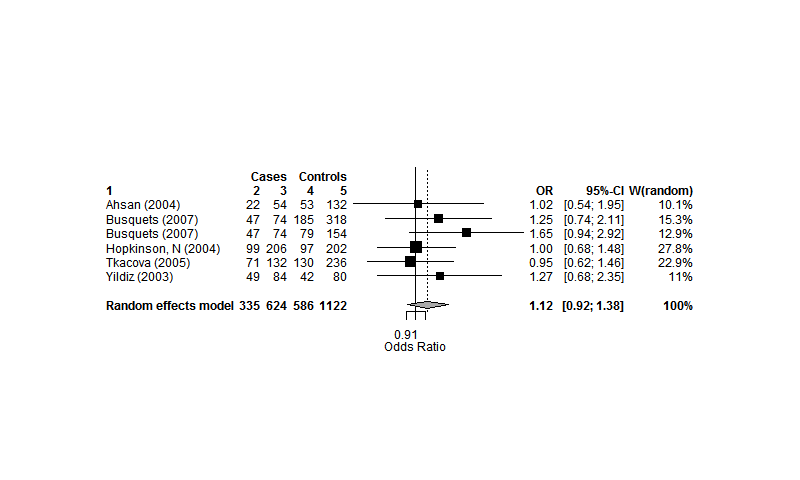 Cases Controls
1 2 3 4 5 OR 95%-CI W(random)
Ahsan (2004) 22 54 53 132 1.02 [0.54; 1.95] 10.1%
Busquets (2007) 47 74 185 318 1.25 [0.74; 2.11] 15.3%
Busquets (2007) 47 74 79 154 1.65 [0.94; 2.92] 12.9%
Hopkinson, N (2004) 99 206 97 202 1.00 [0.68; 1.48] 27.8%
Tkacova (2005) 71 132 130 236 0.95 [0.62; 1.46] 22.9%
Yildiz (2003) 49 84 42 80 1.27 [0.68; 2.35] 11%
Random effects model 335 624 586 1122 1.12 [0.92; 1.38] 100%
0.91
Odds Ratio